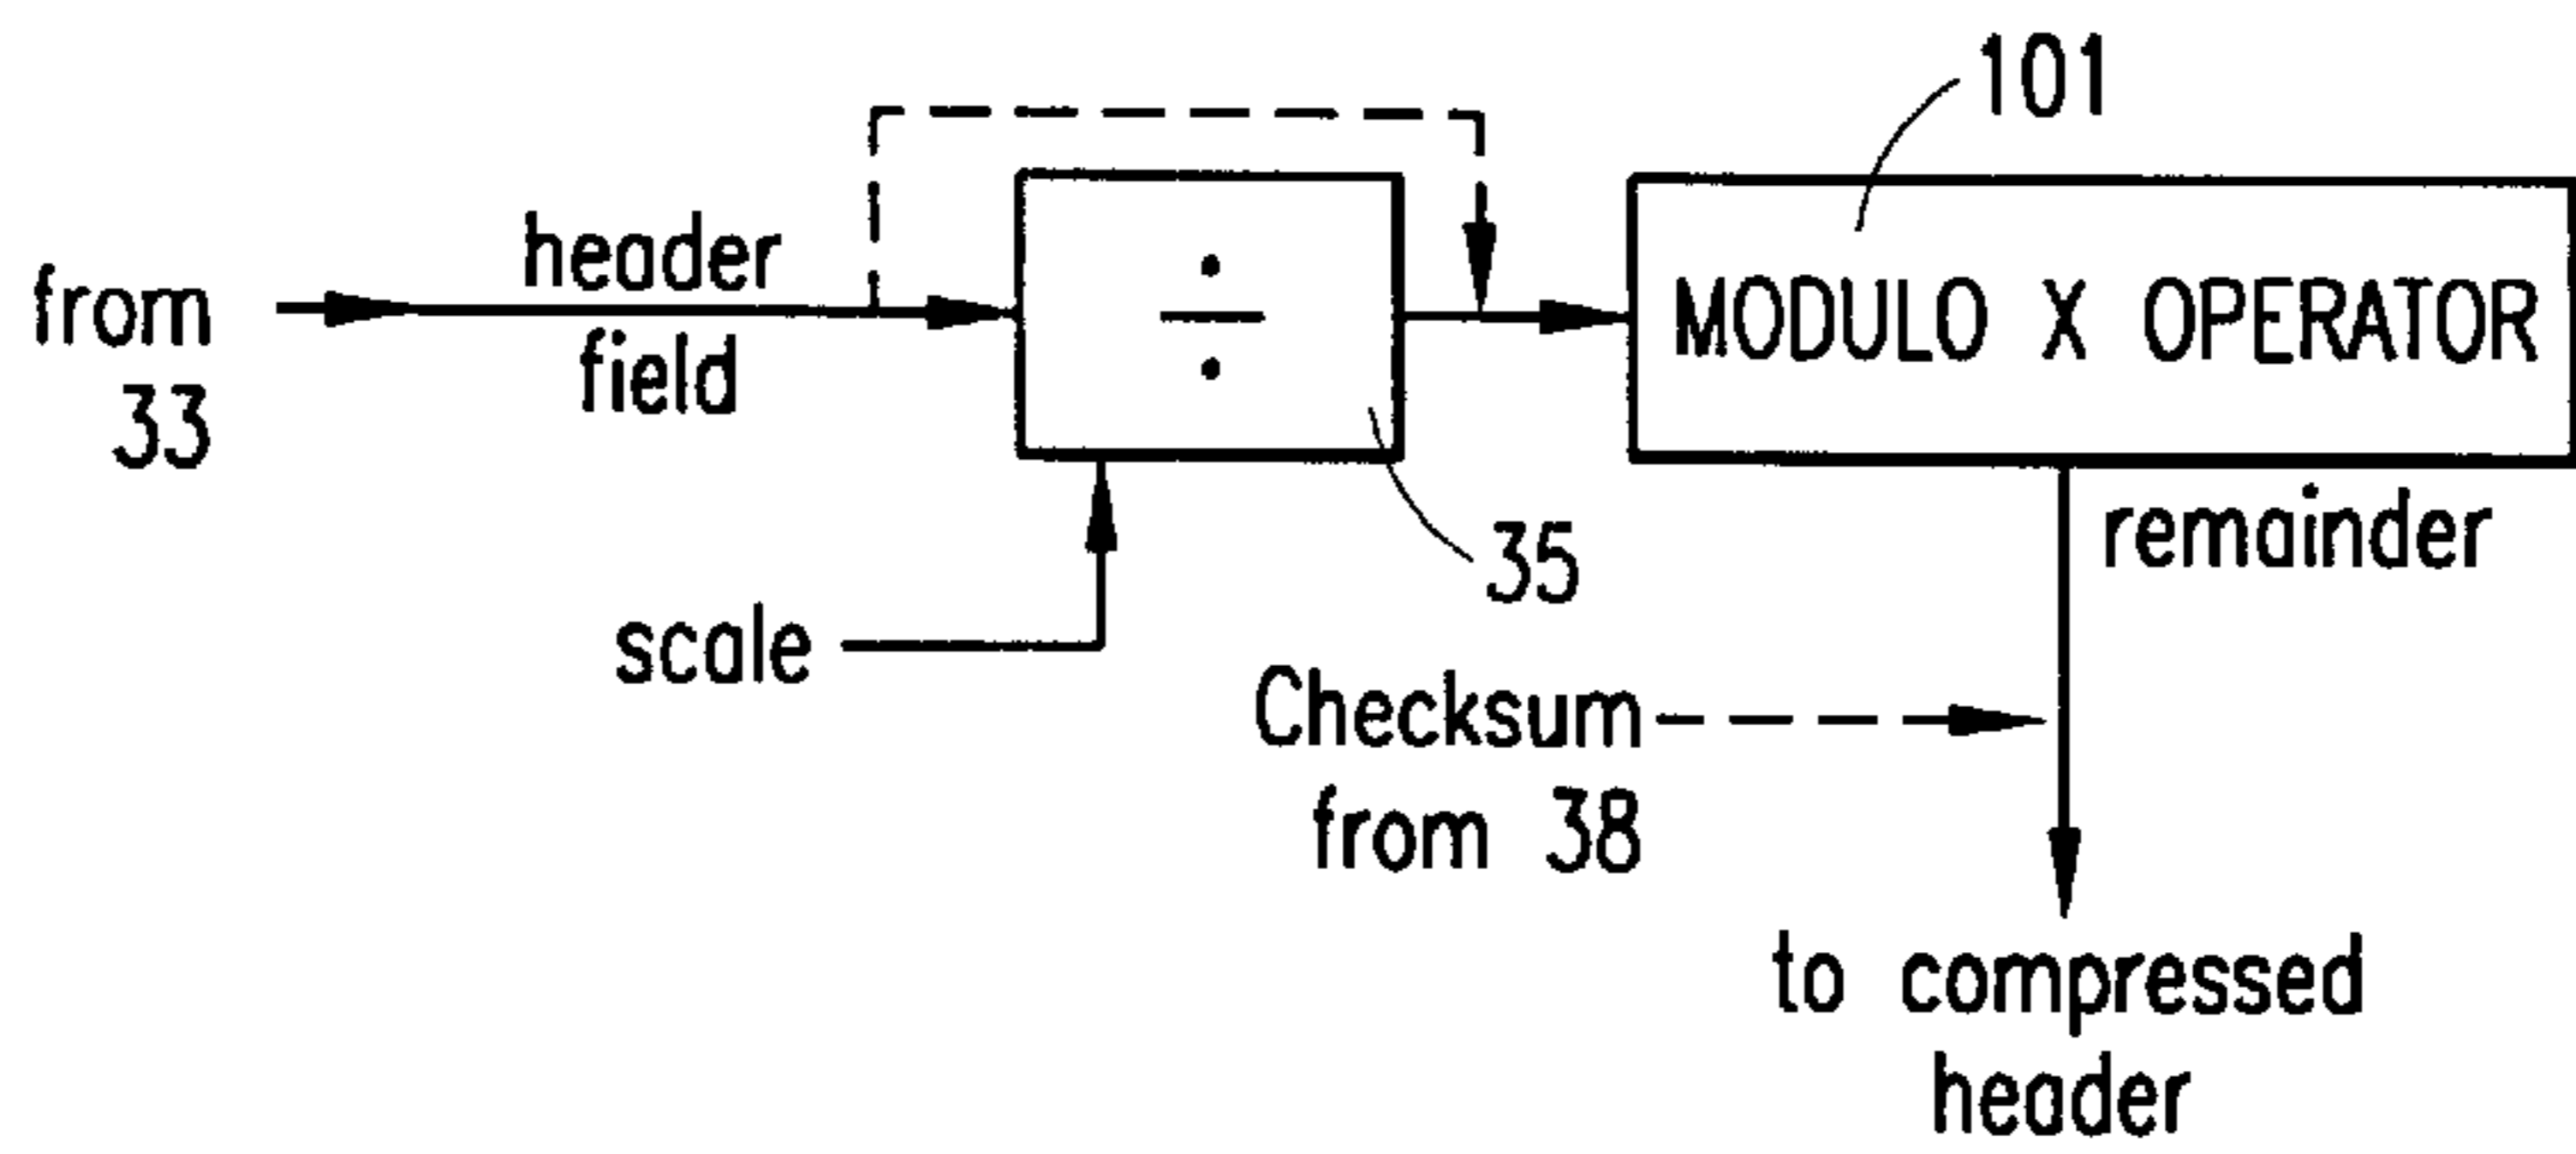 101
header
from
33
field
÷
MODULO X OPERATOR
35
remainder
scale
Checksum
from 38
to compressed
header